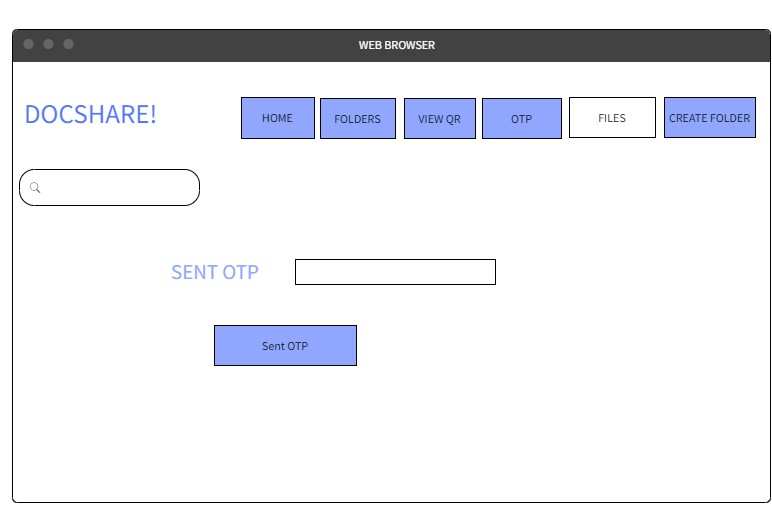 WEB BROWSER
DOCSHARE!
HOME
FOLDERS
VIEW QR
OTP
FILES
CREATE FOLDER
SENT OTP
Sent OTP